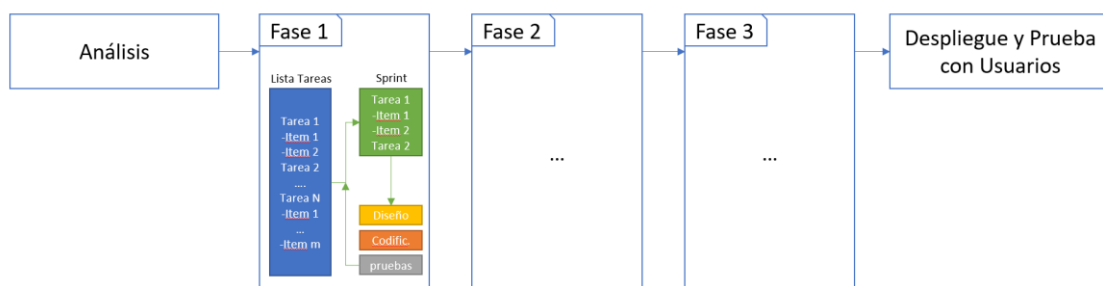 Análisis
Fase 1
Lista Tareas
Tarea 1
-Item 1
-Item 2
Tarea 2
....
Tarea N
-Item 1
...
-Item m
Sprint
Tarea 1
-Item 1
-Item 2
Tarea 2
Diseño
Codific.
pruebas
Fase 2
...
Fase 3
...
Despliegue y Prueba
con Usuarios